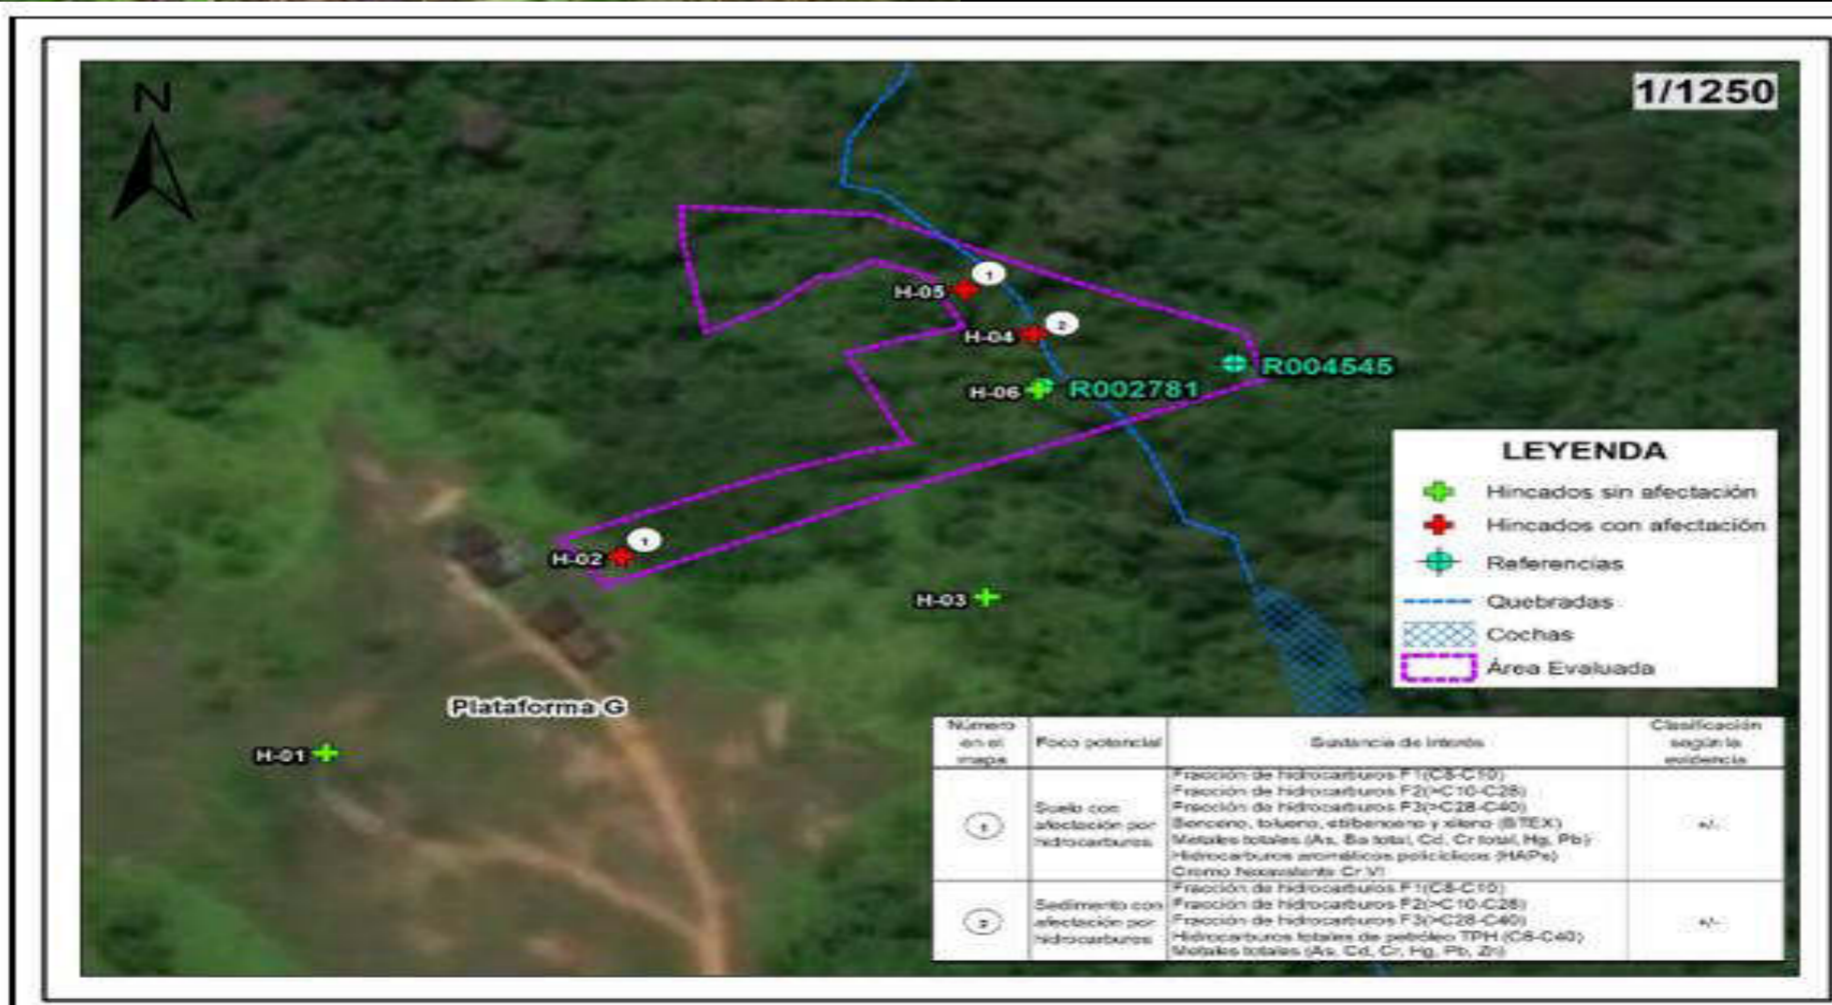 N
1/1250
1
H-05
2
H-04
R004545
H-06
R002781
1
H-02
H-03
Plataforma G
H-01
LEYENDA
Hincados sin afectación
Hincados con afectación
Referencias
Quebradas
Cochas
Área Evaluada
Número en el mapa
Foco potencial
Sustancia de interés
Clasificación según la evidencia
1
Suelo con
afectación por
hidrocarburos
Fracción de hidrocarburos F1(C6-C10)
Fracción de hidrocarburos F2(>C10-C28)
Fracción de hidrocarburos F3(>C28-C40)
Benceno, tolueno, etilbenceno y xileno (BTEX)
Metales totales (As, Ba total, Cd, Cr total, Hg, Pb)
Hidrocarburos aromáticos policíclicos (HAPs)
Cromo hexavalente Cr VI
+/-
2
Sedimento con
afectación por
hidrocarburos
Fracción de hidrocarburos F1(C6-C10)
Fracción de hidrocarburos F2(>C10-C28)
Fracción de hidrocarburos F3(>C28-C40)
Hidrocarburos totales de petróleo TPH (C6-C40)
Metales totales (As, Cd, Cr, Hg, Pb, Zn)
+/-